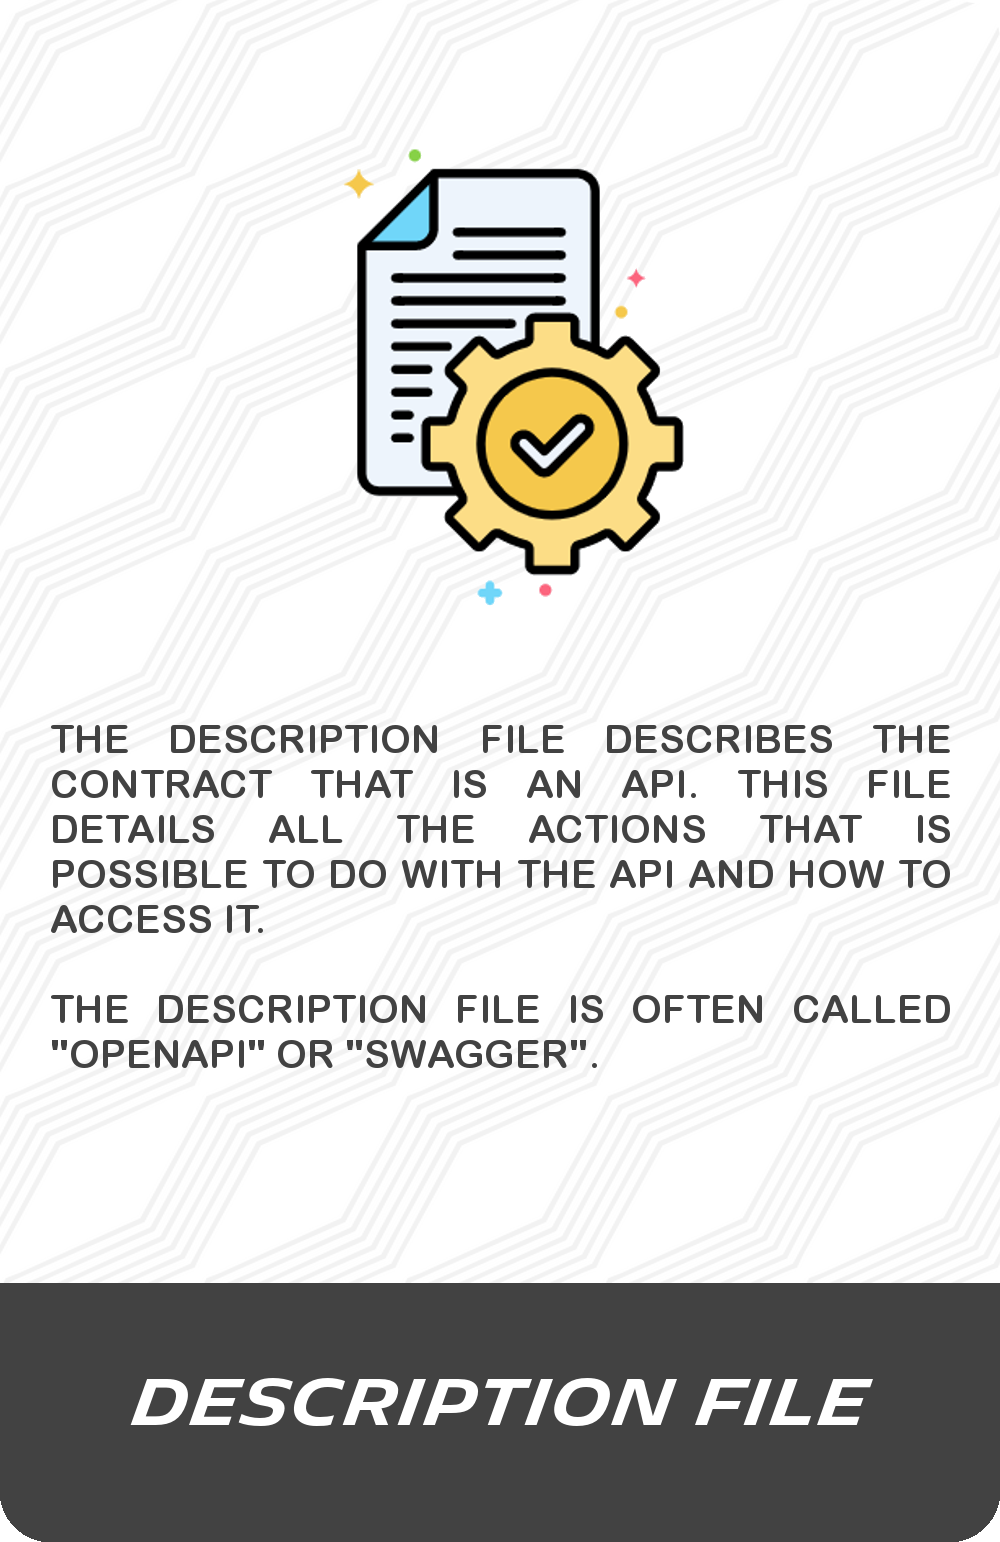 THE DESCRIPTION FILE DESCRIBES THE
CONTRACT THAT IS AN API. THIS FILE
DETAILS ALL THE ACTIONS THAT IS
POSSIBLE TO DO WITH THE API AND HOW TO
ACCESS IT.
THE DESCRIPTION FILE IS OFTEN CALLED
"OPENAPI" OR "SWAGGER".
DESCRIPTION FILE